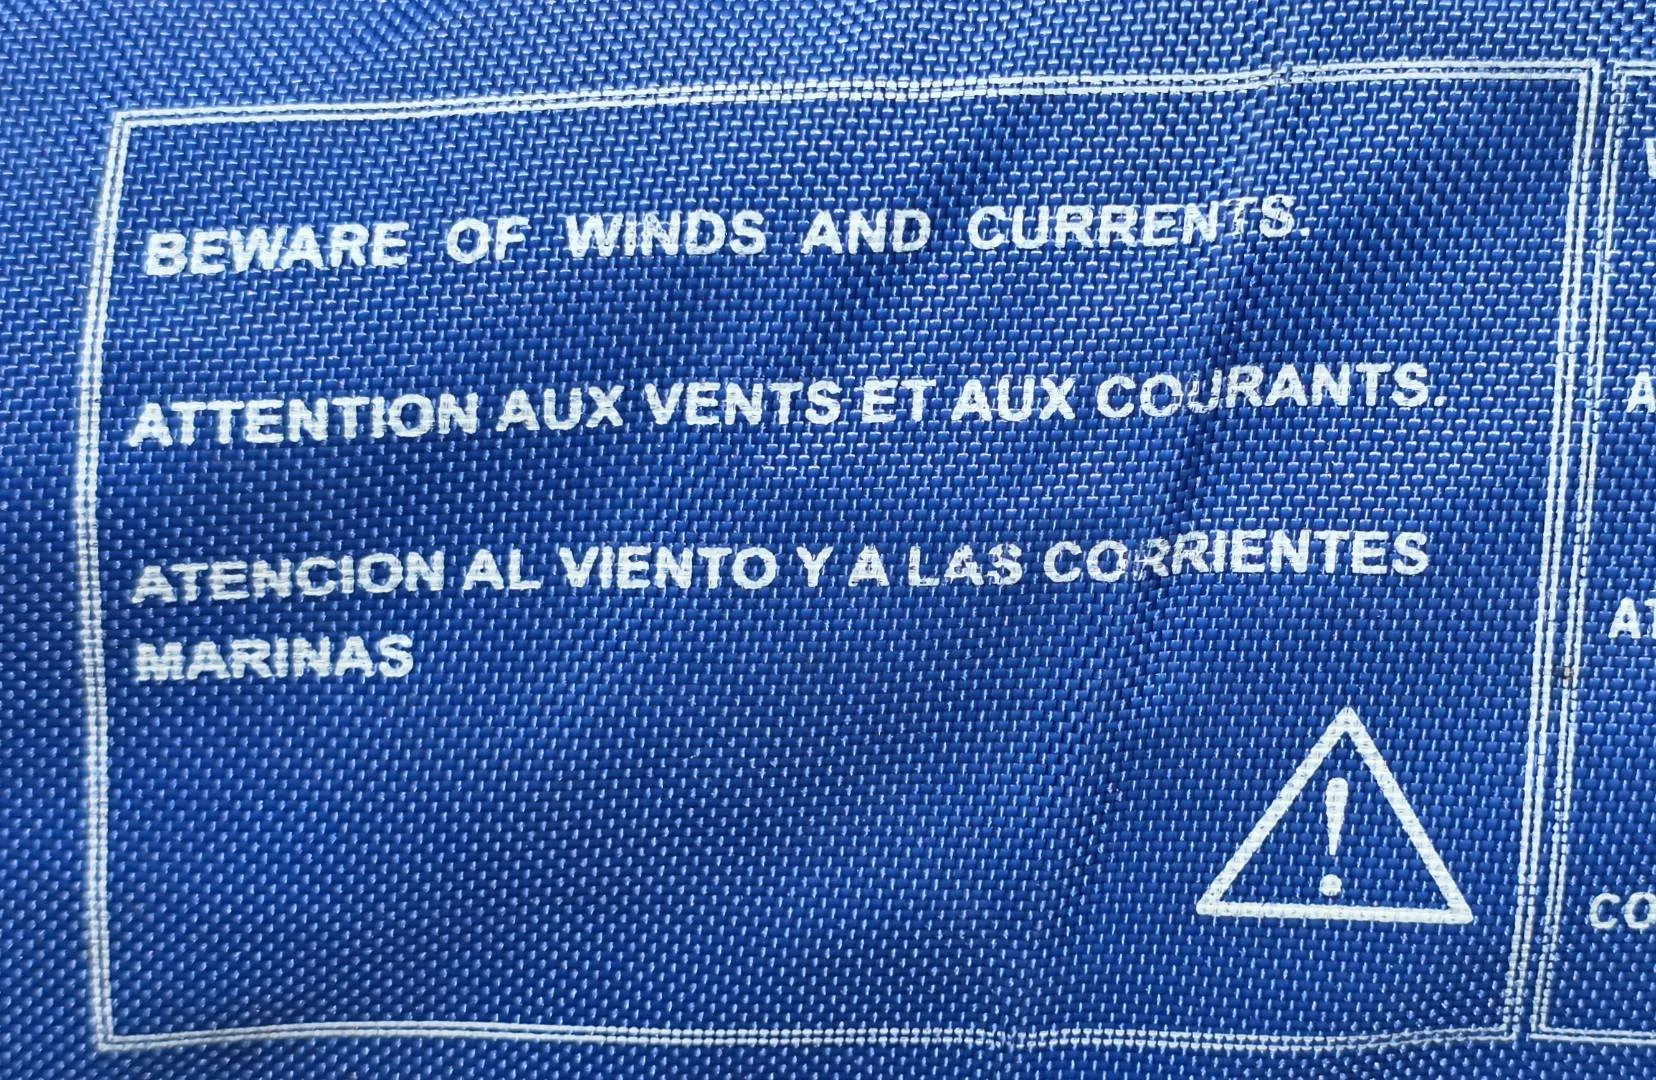 BEWARE OF WINDS AND CURRENTS.
ATTENTION AUX VENTS ET AUX COURANTS.
ATENCION AL VIENTO Y A LAS CORRIENTES
MARINAS